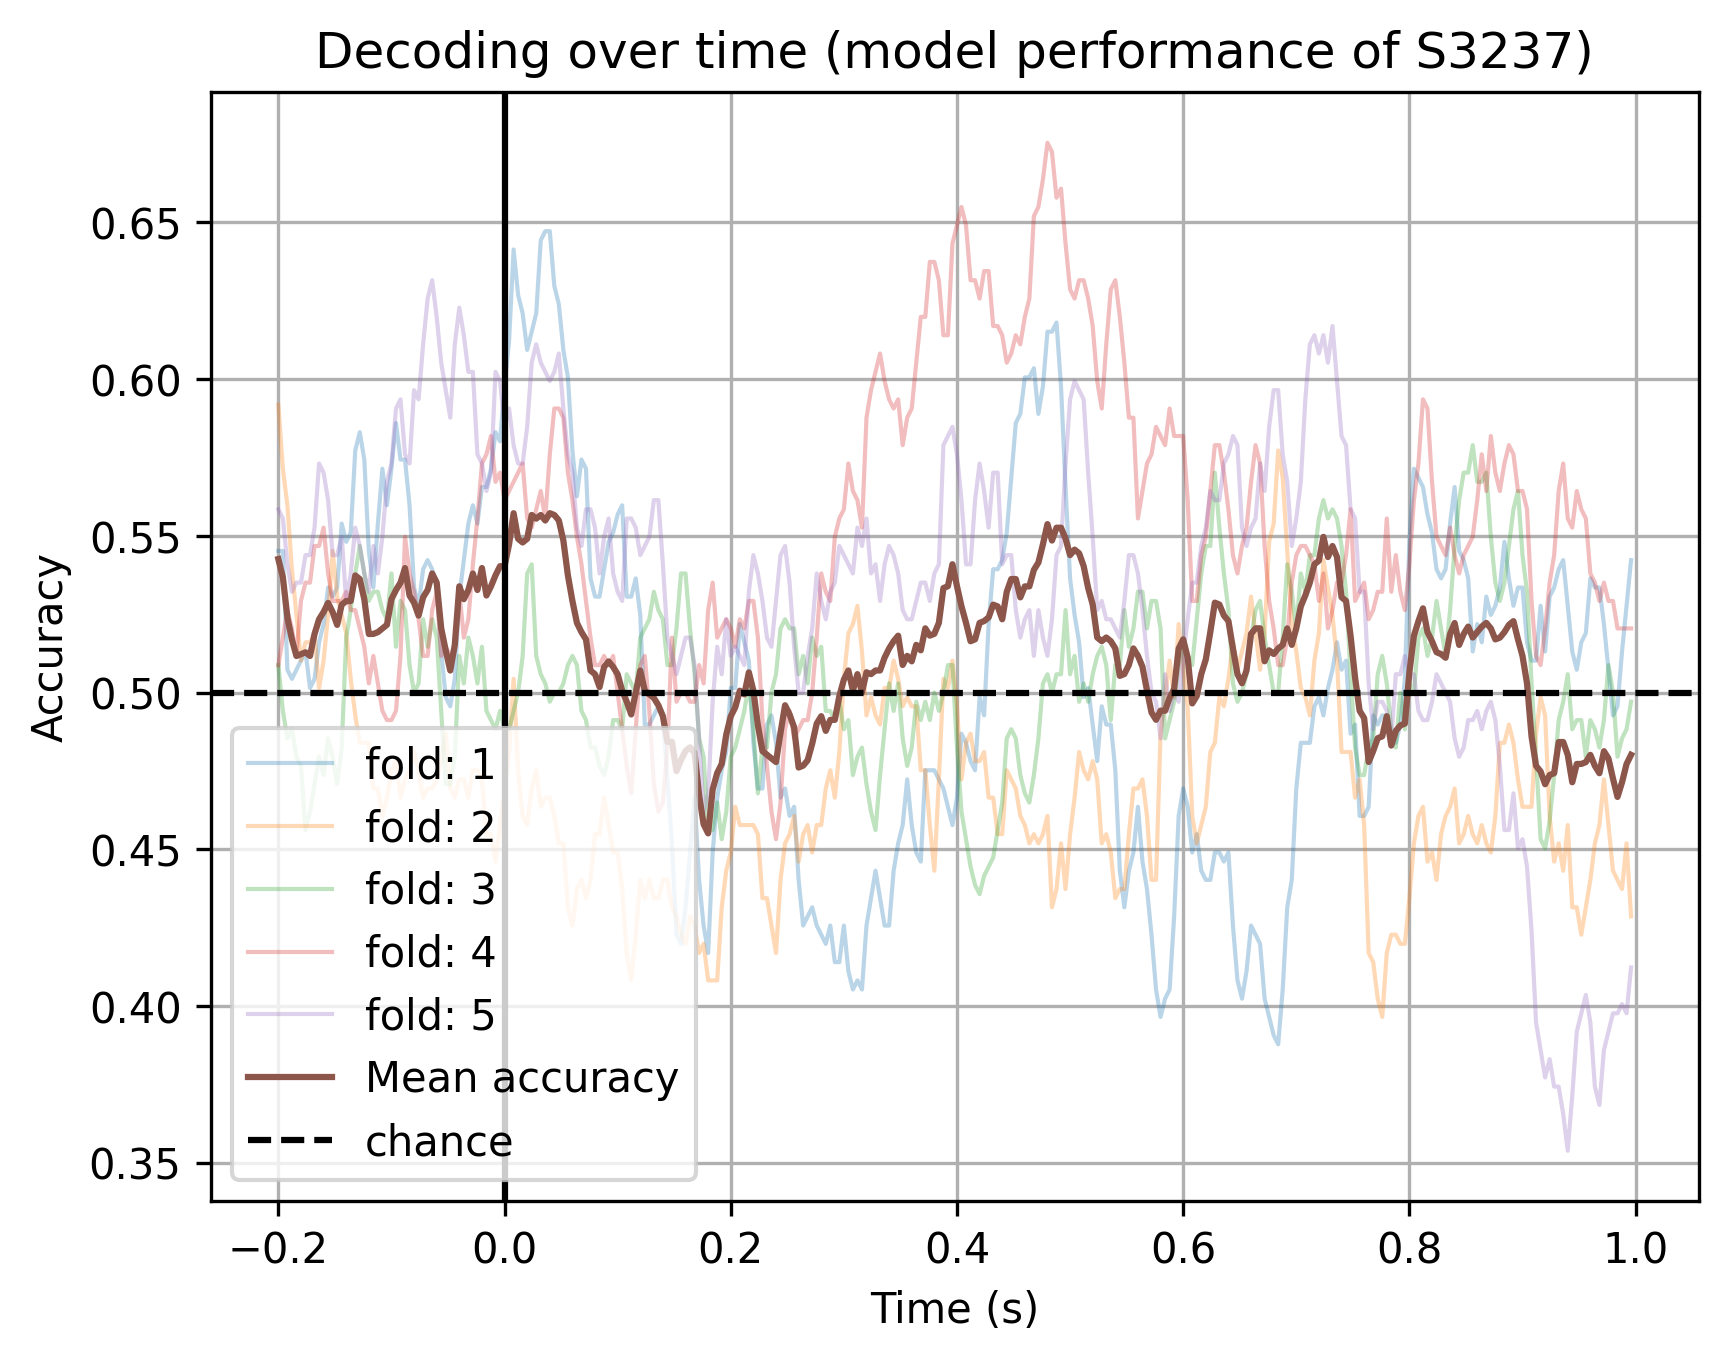 Decoding over time (model performance of S3237)
Accuracy
0.65
0.60
0.55
0.50
0.45
0.40
0.35
fold: 1
fold: 2
fold: 3
fold: 4
fold: 5
Mean accuracy
chance
−0.2
0.0
0.2
0.4
0.6
0.8
1.0
Time (s)